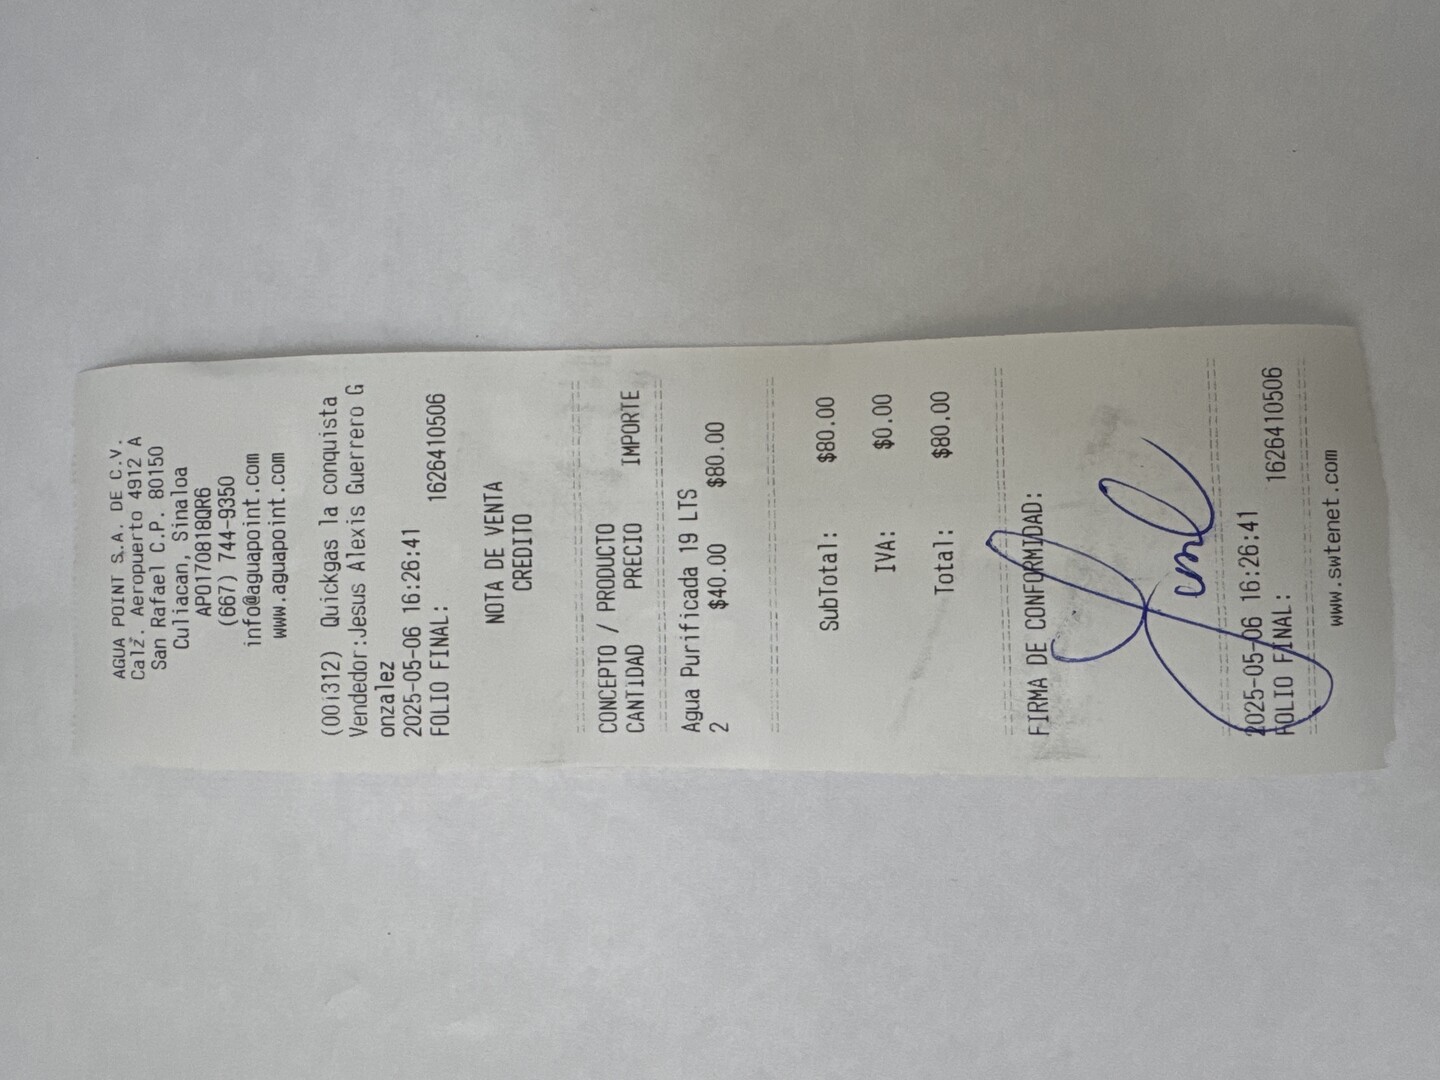 AGUA POINT S.A. DE C.V.
Calz. Aeropuerto 4912 A
San Rafael C.P. 80150
Culiacan, Sinaloa
APO170818QR6
(667) 744-9350
info@aguapoint.com
www.aguapoint.com
(00i312) Quickgas la conquista
Vendedor:Jesus Alexis Guerrero G
onzalez
2025-05-06 16:26:41
FOLIO FINAL: 1626410506
NOTA DE VENTA
CREDITO
CONCEPTO / PRODUCTO
CANTIDAD PRECIO IMPORTE
Agua Purificada 19 LTS
2 $40.00 $80.00
SubTotal: $80.00
IVA: $0.00
Total: $80.00
FIRMA DE CONFORMIDAD:
2025-05-06 16:26:41
FOLIO FINAL: 1626410506
www.swtenet.com